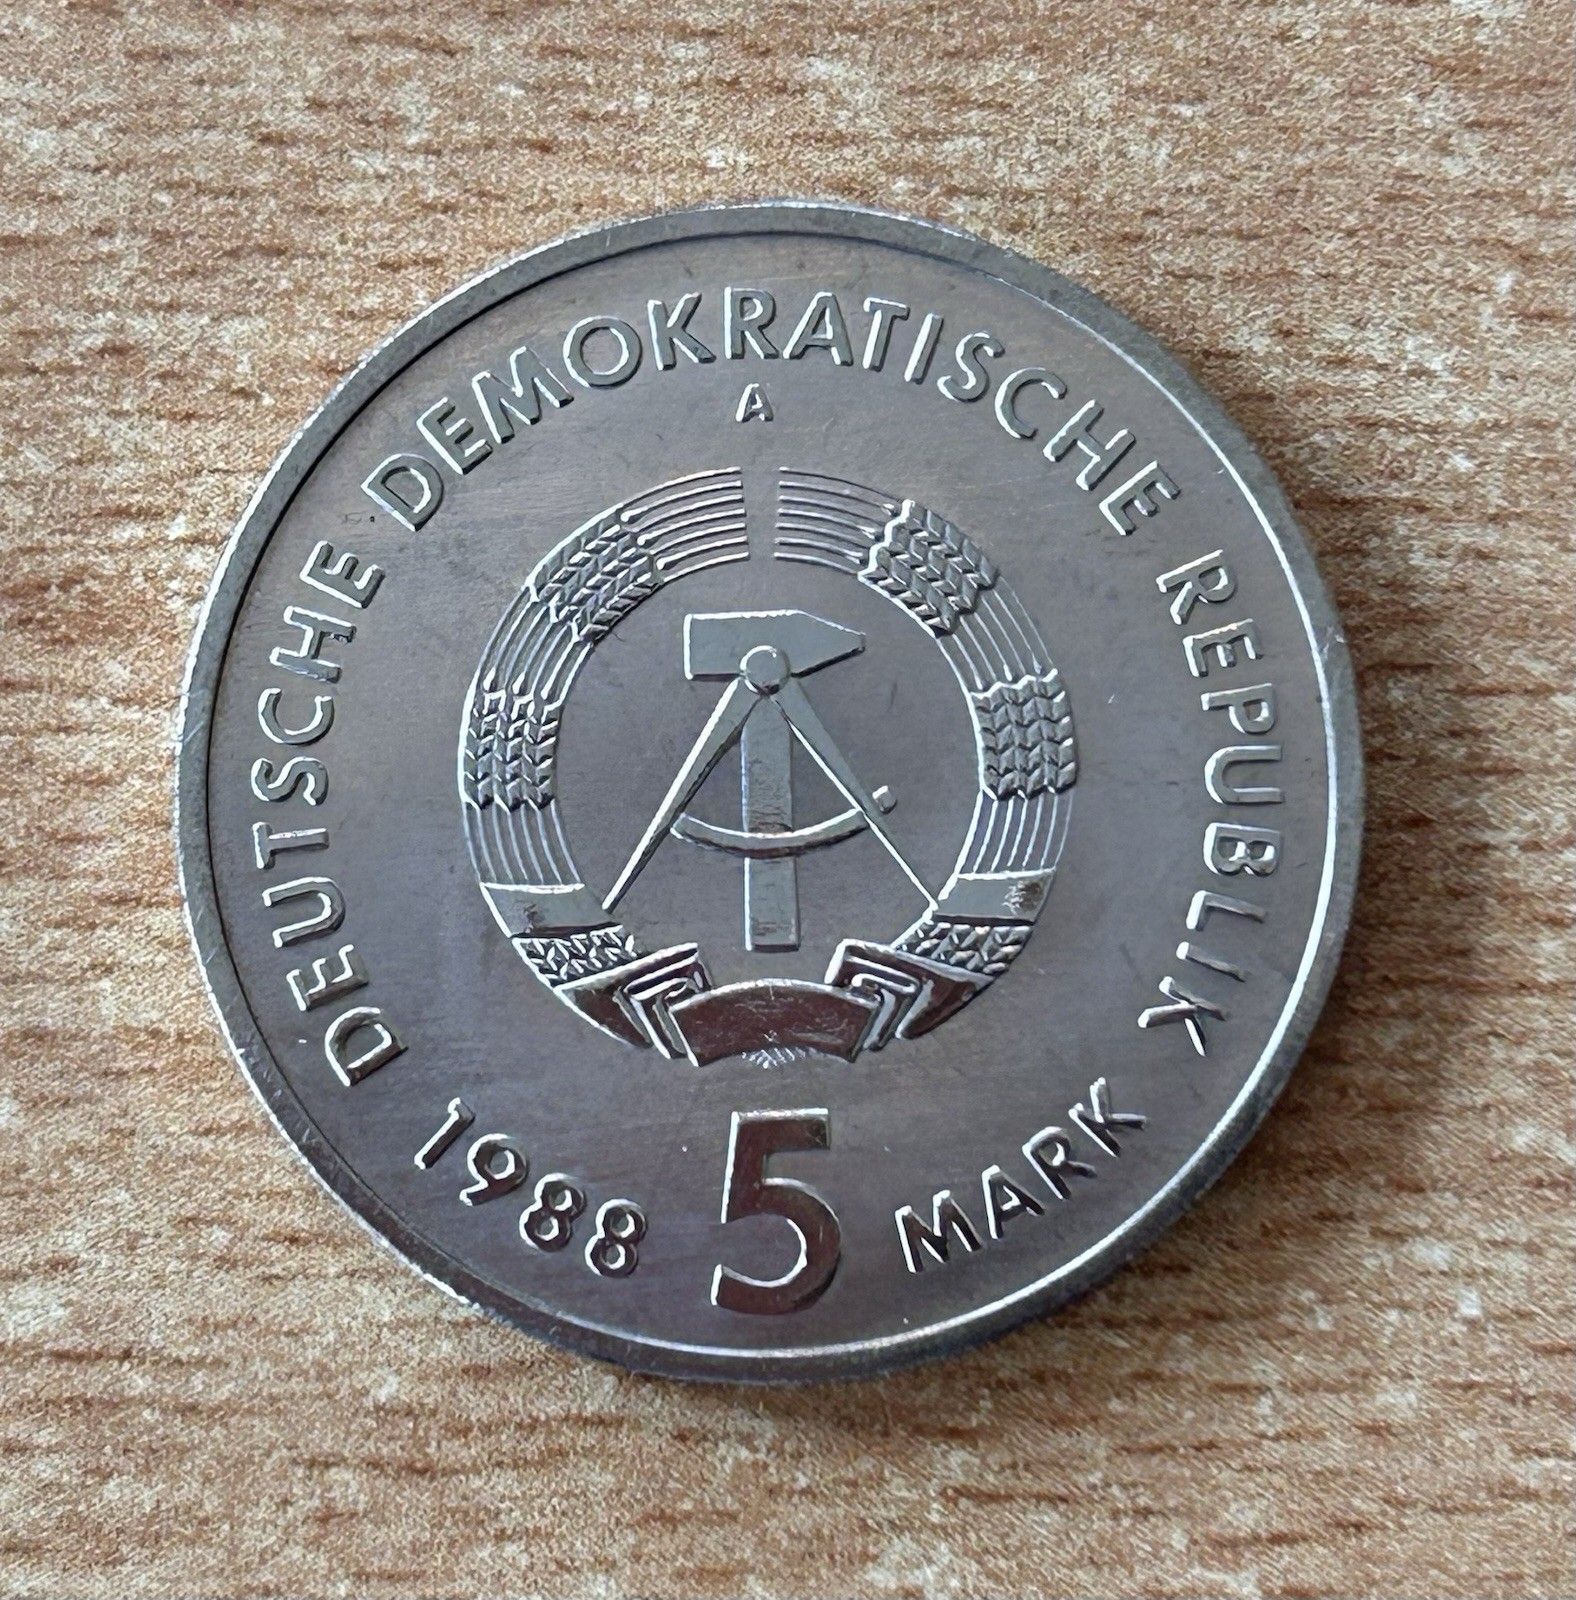 DEUTSCHE DEMOKRATISCHE REPUBLIK
A
1988 5 MARK